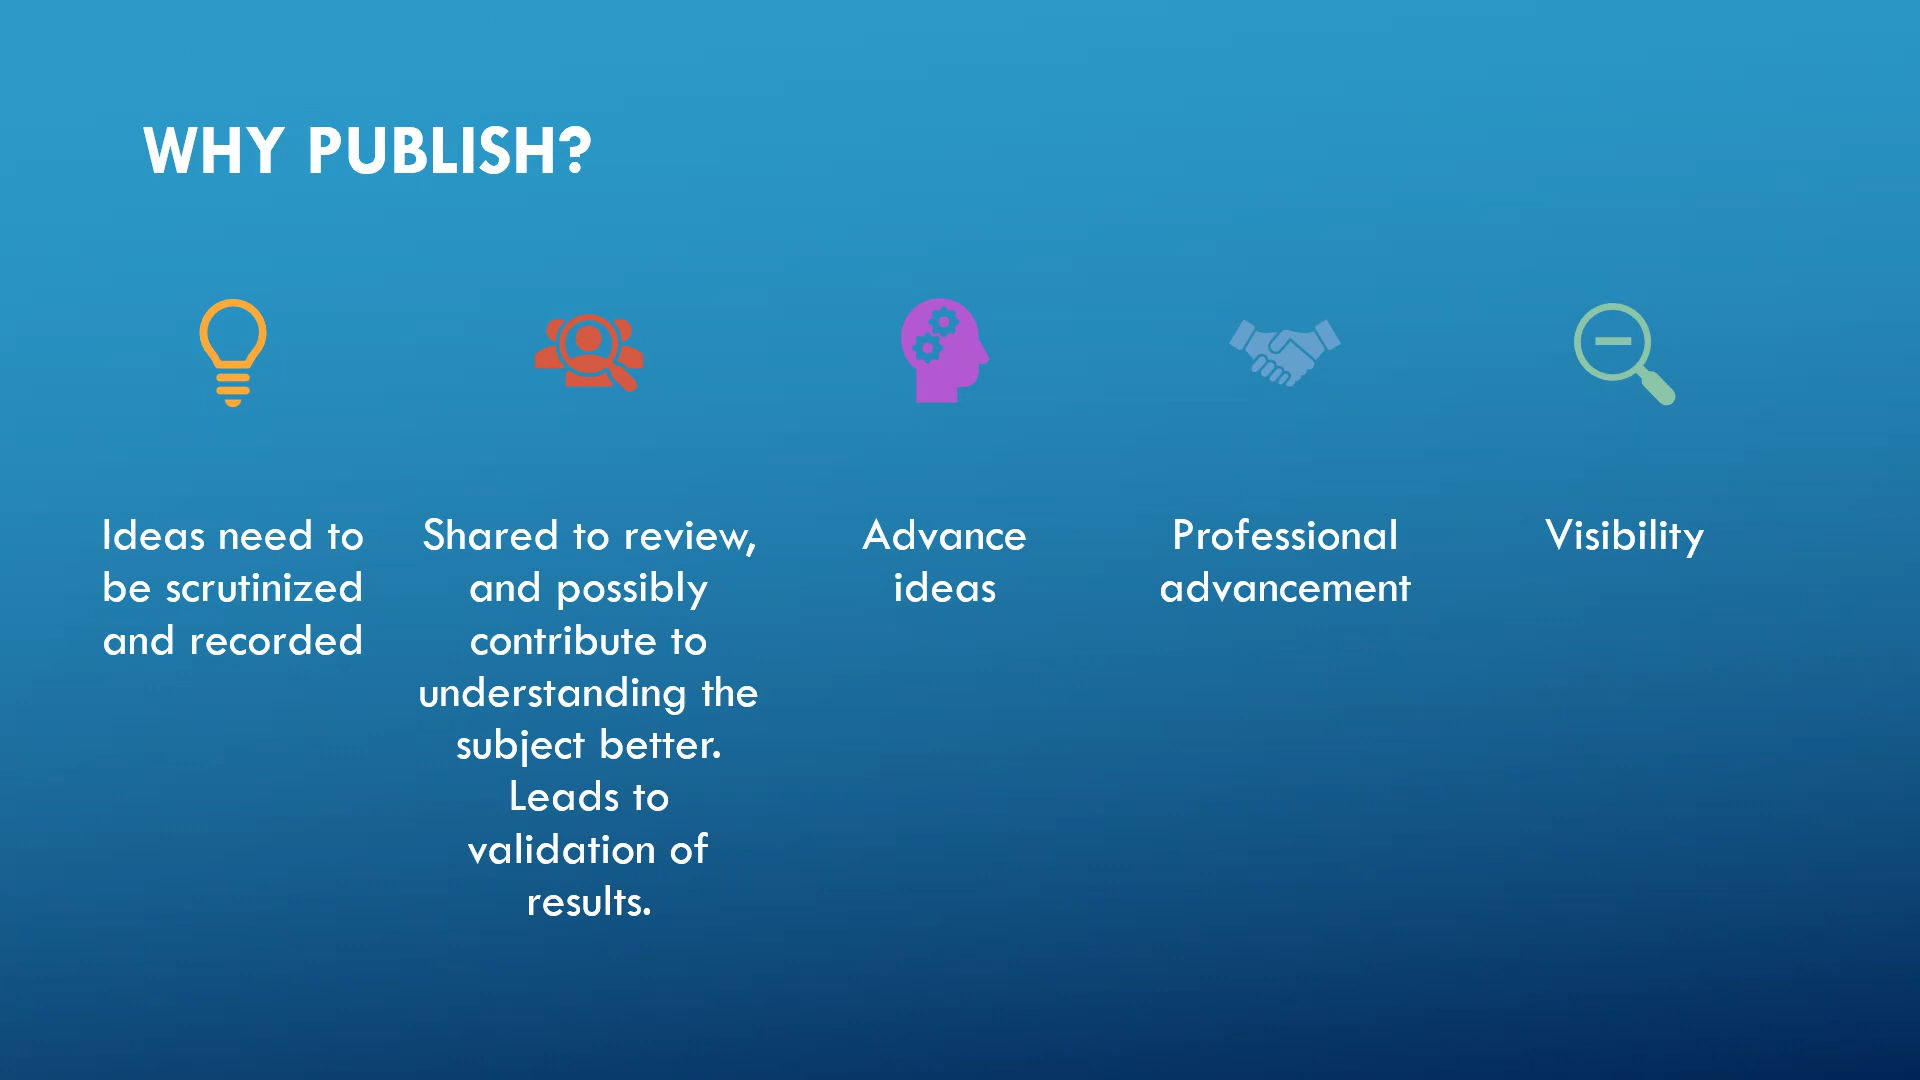 WHY PUBLISH?
Ideas need to
be scrutinized
and recorded
Shared to review,
and possibly
contribute to
understanding the
subject better.
Leads to
validation of
results.
Advance
ideas
Professional
advancement
Visibility